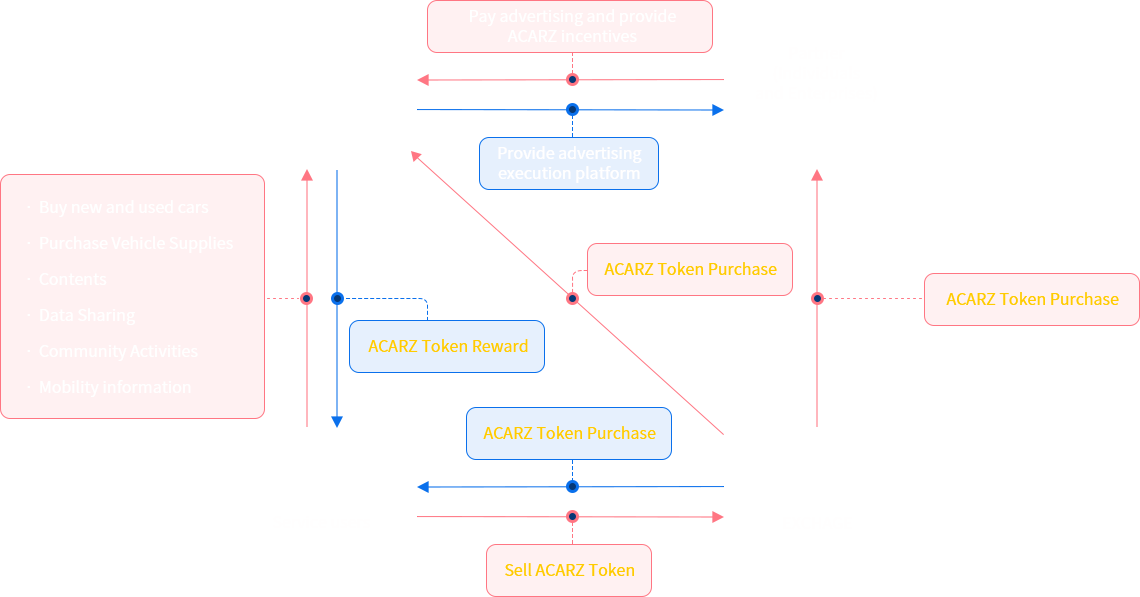 Pay advertising and provide
ACARZ incentives
Provide advertising
execution platform
· Buy new and used cars
· Purchase Vehicle Supplies
· Contents
· Data Sharing
· Community Activities
· Mobility information
ACARZ Token Purchase
ACARZ Token Purchase
ACARZ Token Reward
ACARZ Token Purchase
Sell ACARZ Token